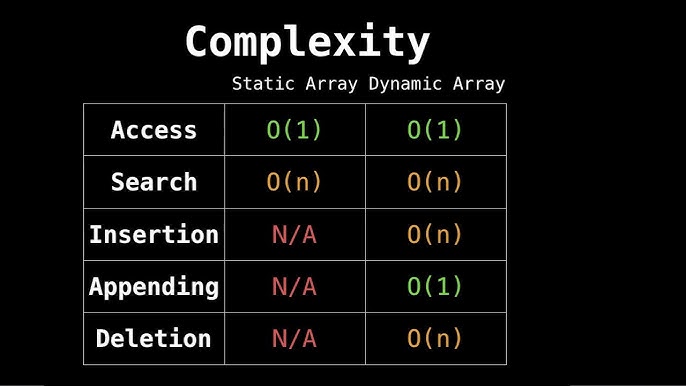 Complexity
Static Array Dynamic Array
Access O(1) O(1)
Search O(n) O(n)
Insertion N/A O(n)
Appending N/A O(1)
Deletion N/A O(n)